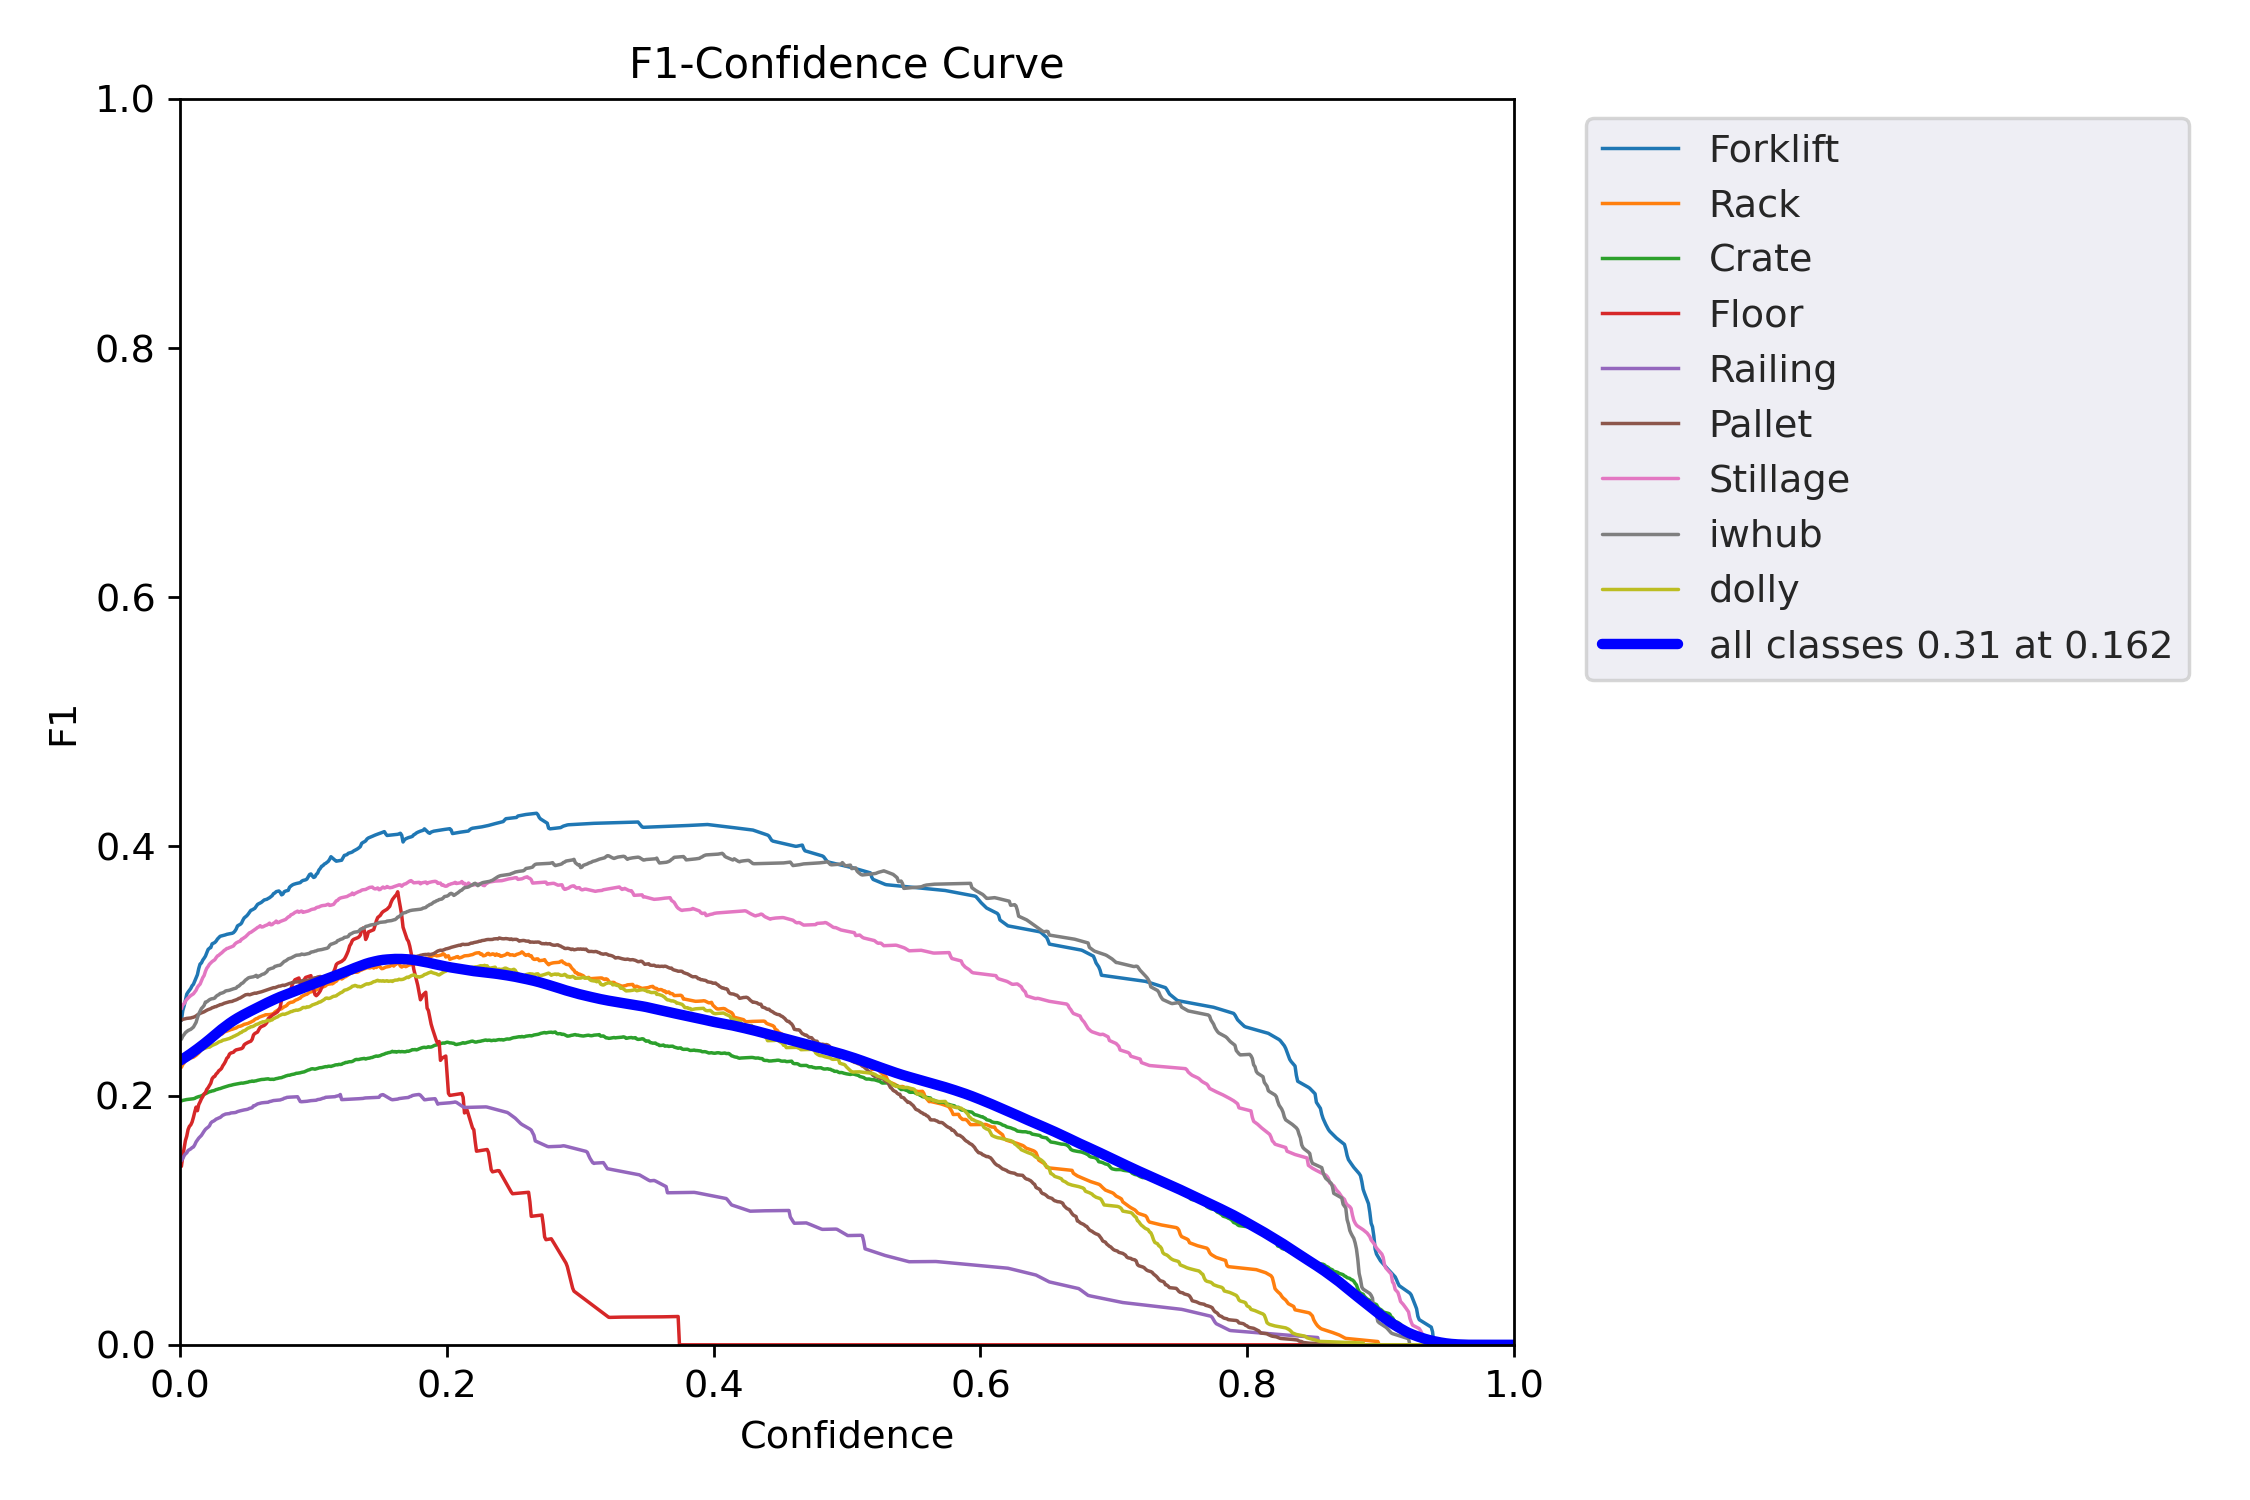 F1-Confidence Curve
1.0
0.8
0.6
0.4
0.2
0.0
F1
0.0 0.2 0.4 0.6 0.8 1.0
Confidence
Forklift
Rack
Crate
Floor
Railing
Pallet
Stillage
iwhub
dolly
all classes 0.31 at 0.162